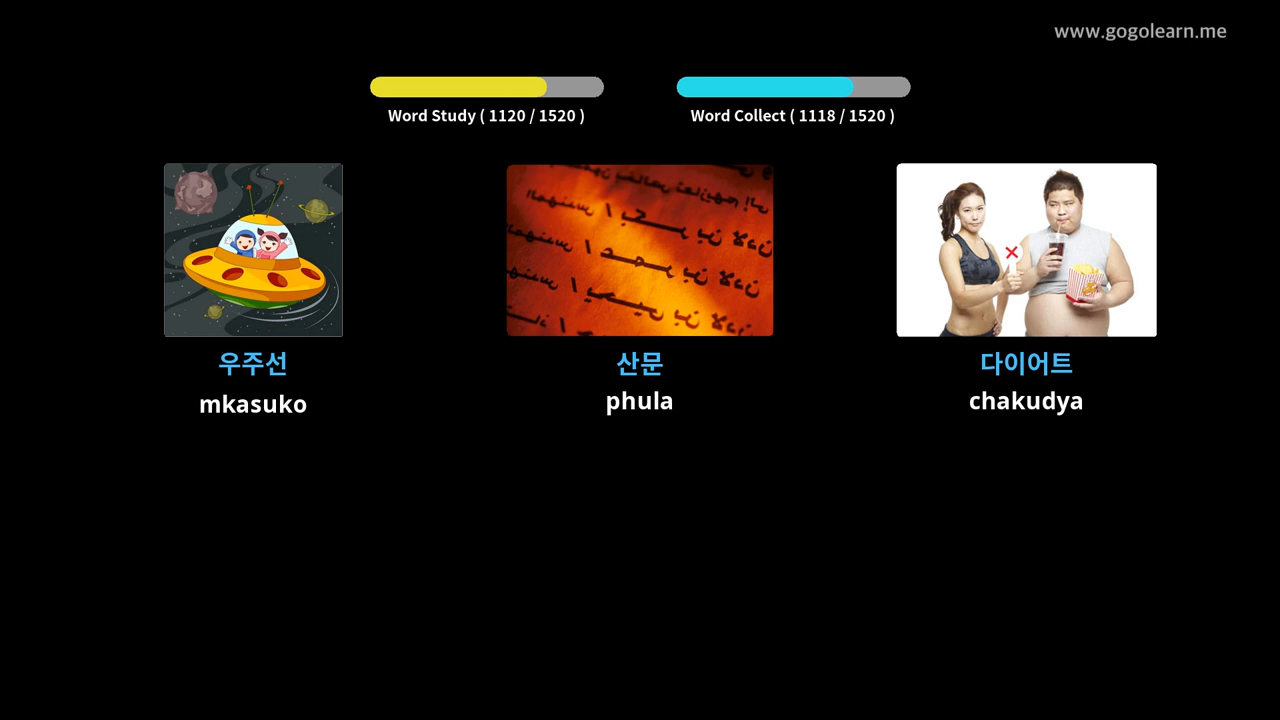 www.gogolearn.me
Word Study ( 1120 / 1520 )
Word Collect ( 1118 / 1520 )
우주선
산문
다이어트
mkasuko
phula
chakudya